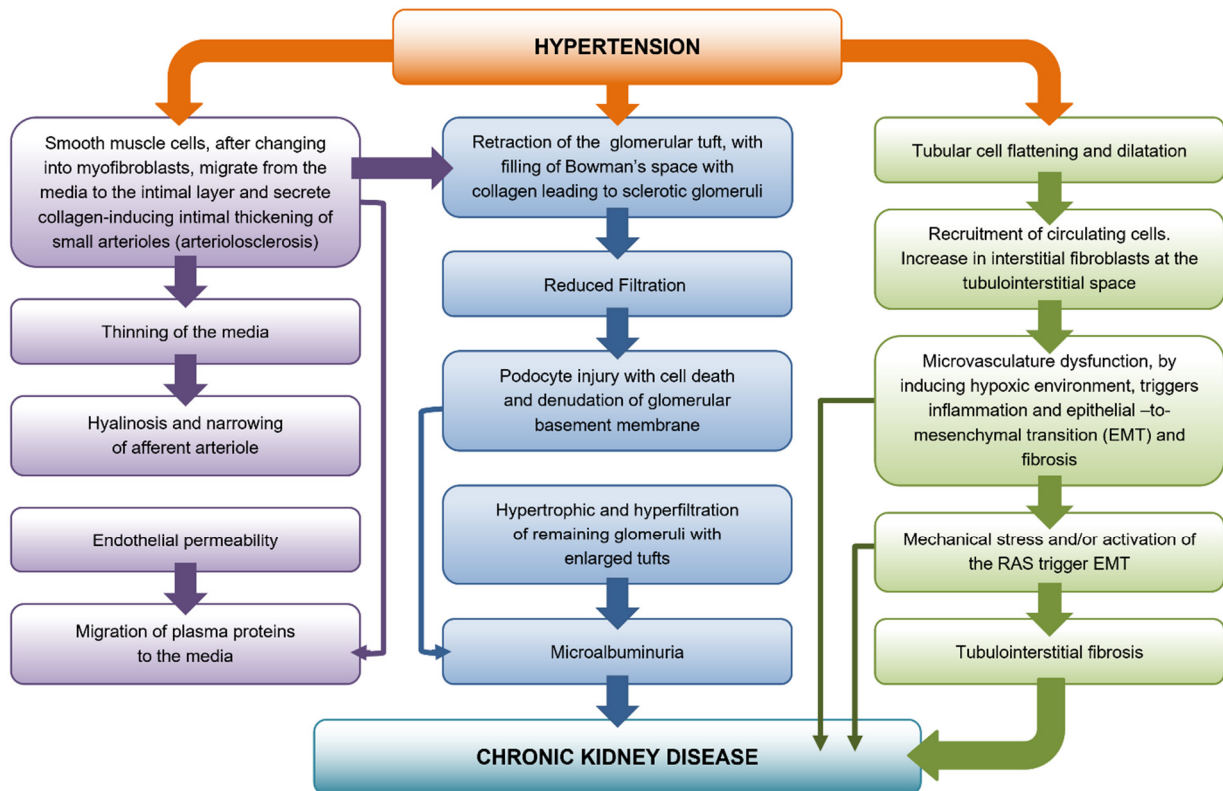 HYPERTENSION
Smooth muscle cells, after changing
into myofibroblasts, migrate from the
media to the intimal layer and secrete
collagen-inducing intimal thickening of
small arterioles (arteriolosclerosis)
Thinning of the media
Hyalinosis and narrowing
of afferent arteriole
Endothelial permeability
Migration of plasma proteins
to the media
Retraction of the glomerular tuft, with
filling of Bowman’s space with
collagen leading to sclerotic glomeruli
Reduced Filtration
Podocyte injury with cell death
and denudation of glomerular
basement membrane
Hypertrophic and hyperfiltration
of remaining glomeruli with
enlarged tufts
Microalbuminuria
Tubular cell flattening and dilatation
Recruitment of circulating cells.
Increase in interstitial fibroblasts at the
tubulointerstitial space
Microvasculature dysfunction, by
inducing hypoxic environment, triggers
inflammation and epithelial –to-
mesenchymal transition (EMT) and
fibrosis
Mechanical stress and/or activation of
the RAS trigger EMT
Tubulointerstitial fibrosis
CHRONIC KIDNEY DISEASE